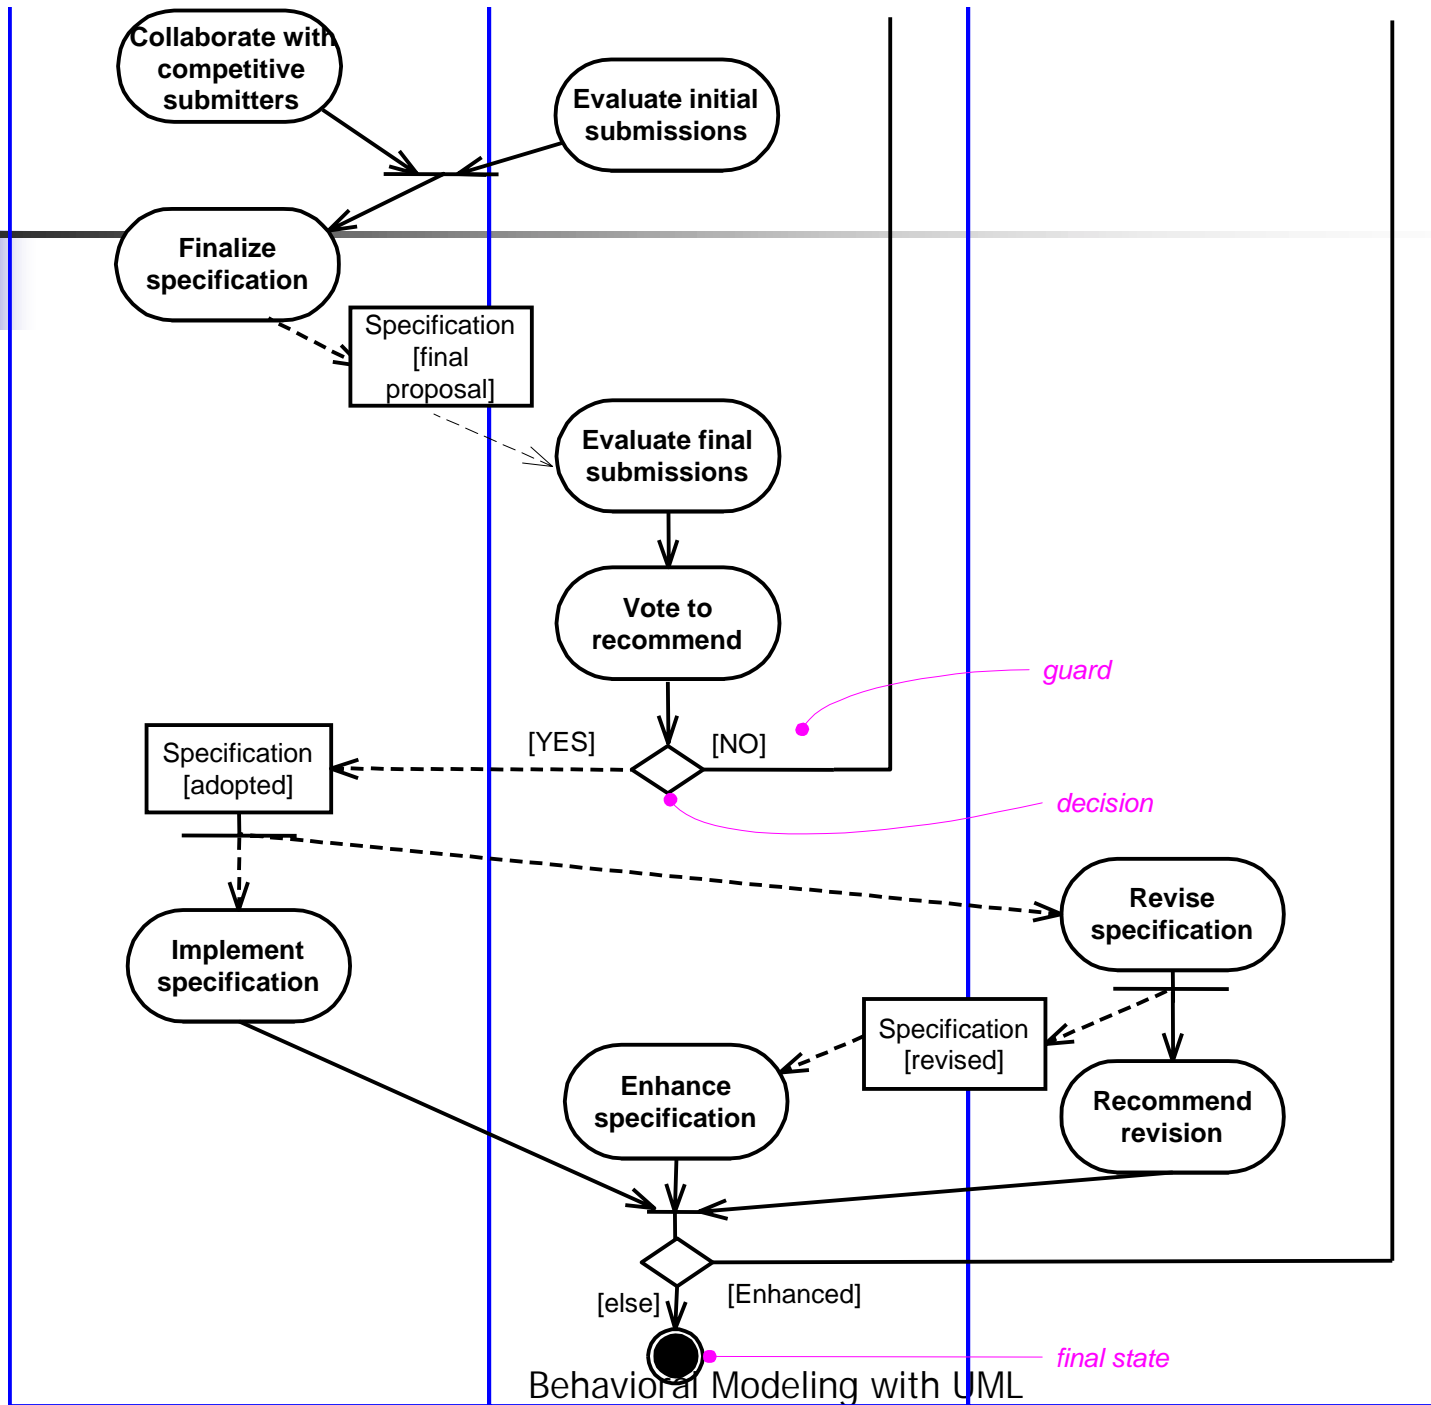 Collaborate with
competitive
submitters
Evaluate initial
submissions
Finalize
specification
Specification
[final
proposal]
Evaluate final
submissions
Vote to
recommend
guard
[YES]
[NO]
Specification
[adopted]
decision
Revise
specification
Implement
specification
Specification
[revised]
Enhance
specification
Recommend
revision
[else]
[Enhanced]
final state
Behavioral Modeling with UML